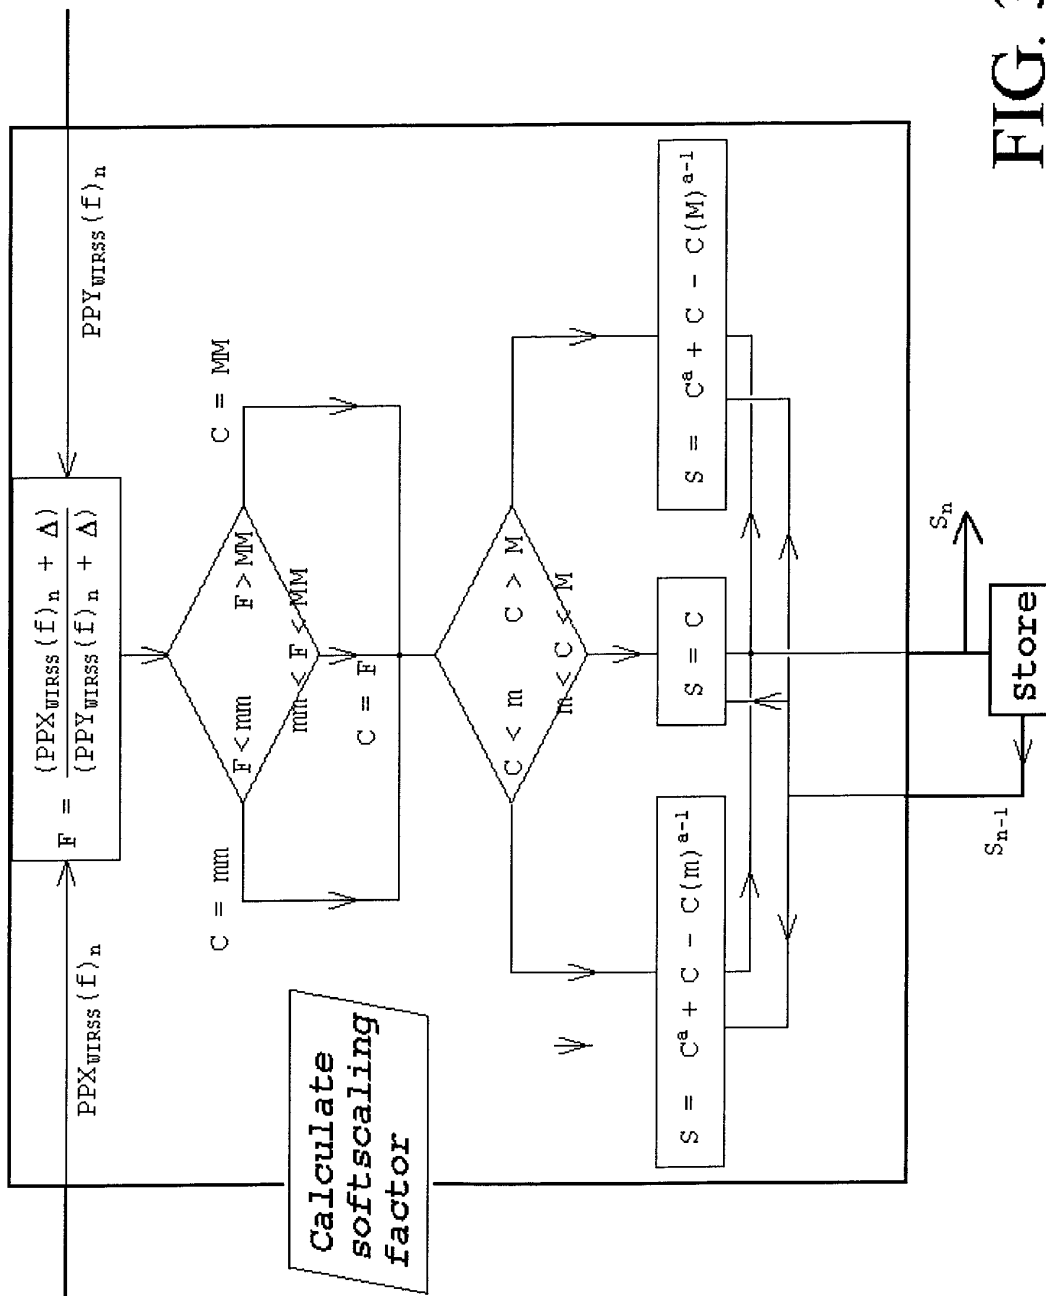 PPX_WIRSS(f)_n
F = (PPX_WIRSS(f)_n + Δ)
(PPY_WIRSS(f)_n + Δ)
PPY_WIRSS(f)_n
C = mm
F < mm
F > MM
C = MM
mm < F < MM
C = F
Calculate
softscaling
factor
C < m
C > M
m < C < M
S = C^a + C - C(m)^a-1
S = C
S = C^a + C - C(M)^a-1
S_n
S_n-1
store
FIG.